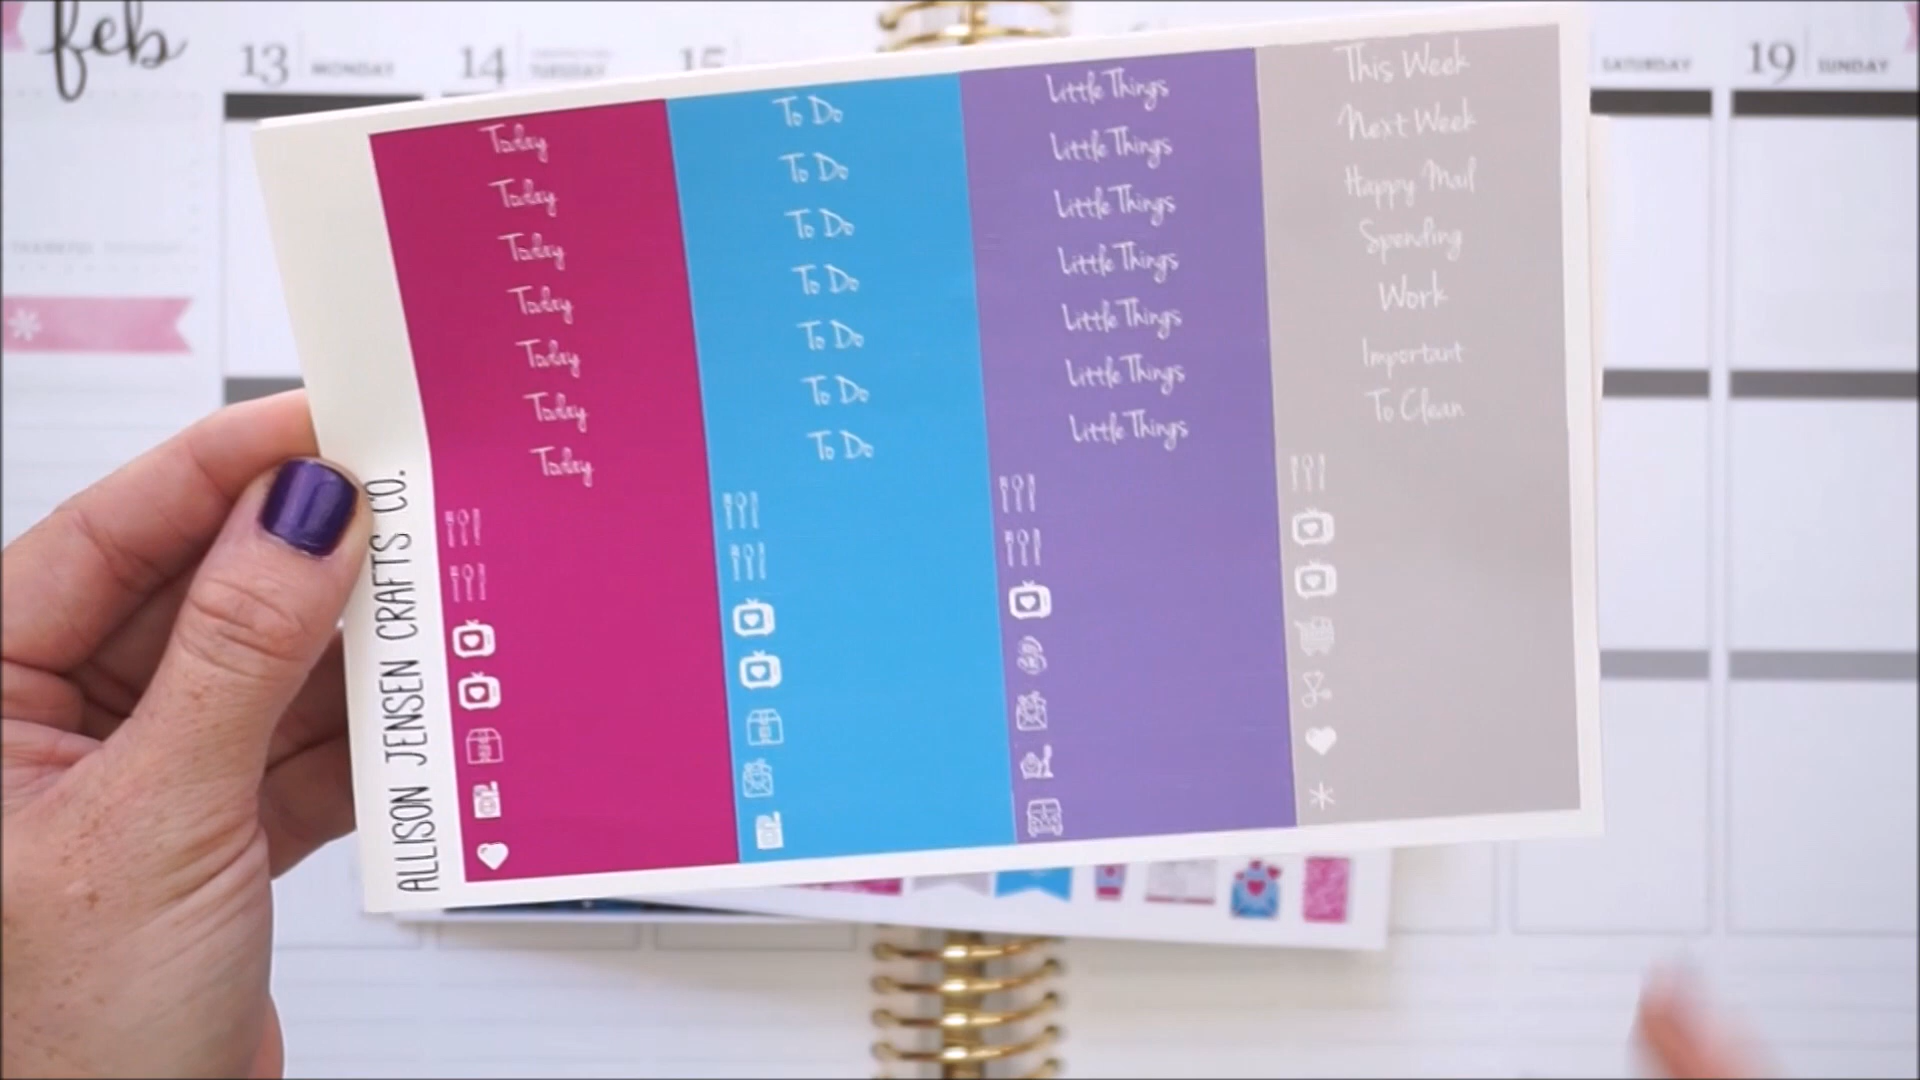 feb
13 MONDAY
14 TUESDAY
15
SATURDAY
19 SUNDAY
Today
Today
Today
Today
Today
Today
Today
To Do
To Do
To Do
To Do
To Do
To Do
To Do
Little Things
Little Things
Little Things
Little Things
Little Things
Little Things
Little Things
This Week
Next Week
Happy Mail
Spending
Work
Important
To Clean
ALLISON JENSEN CRAFTS CO.